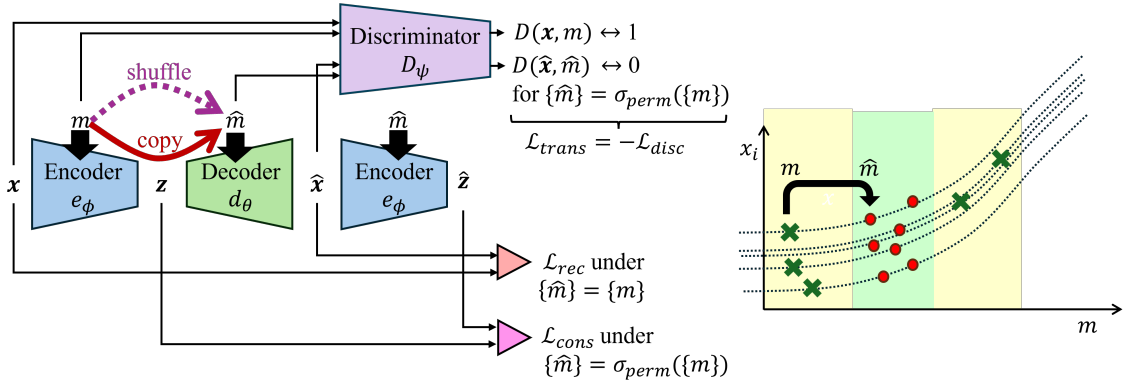 Discriminator
D_ψ
D(x, m) ↔ 1
D(x̂, m̂) ↔ 0
for {m̂} = σ_perm({m})
ℒ_trans = −ℒ_disc
shuffle
m
m̂
m̂
copy
Encoder
e_ϕ
Decoder
d_θ
Encoder
e_ϕ
x
z
x̂
ẑ
ℒ_rec under
{m̂} = {m}
ℒ_cons under
{m̂} = σ_perm({m})
x_i
m
m̂
m